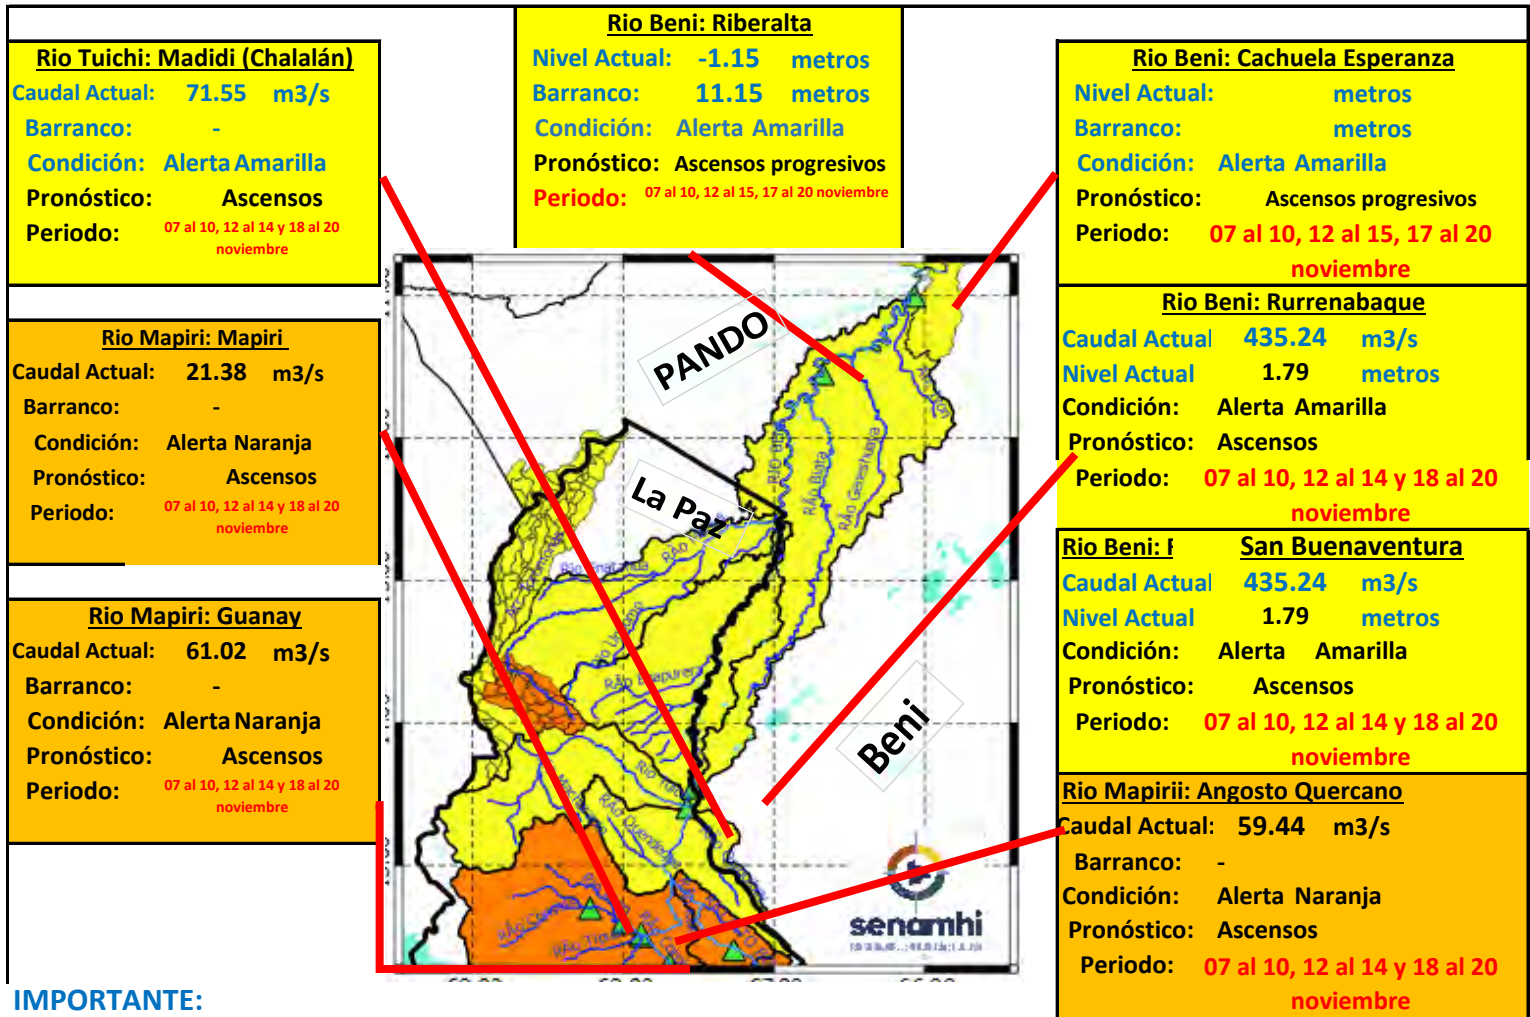 Rio Tuichi: Madidi (Chalalán)
Caudal Actual: 71.55 m3/s
Barranco: -
Condición: Alerta Amarilla
Pronóstico: Ascensos
Periodo: 07 al 10, 12 al 14 y 18 al 20
noviembre
Rio Mapiri: Mapiri
Caudal Actual: 21.38 m3/s
Barranco: -
Condición: Alerta Naranja
Pronóstico: Ascensos
Periodo: 07 al 10, 12 al 14 y 18 al 20
noviembre
Rio Mapiri: Guanay
Caudal Actual: 61.02 m3/s
Barranco: -
Condición: Alerta Naranja
Pronóstico: Ascensos
Periodo: 07 al 10, 12 al 14 y 18 al 20
noviembre
Rio Beni: Riberalta
Nivel Actual: -1.15 metros
Barranco: 11.15 metros
Condición: Alerta Amarilla
Pronóstico: Ascensos progresivos
Periodo: 07 al 10, 12 al 15, 17 al 20 noviembre
PANDO
La Paz
Beni
RÃo Biata
RÃo Geneshuaya
senamhi
Rio Beni: Cachuela Esperanza
Nivel Actual: metros
Barranco: metros
Condición: Alerta Amarilla
Pronóstico: Ascensos progresivos
Periodo: 07 al 10, 12 al 15, 17 al 20
noviembre
Rio Beni: Rurrenabaque
Caudal Actual 435.24 m3/s
Nivel Actual 1.79 metros
Condición: Alerta Amarilla
Pronóstico: Ascensos
Periodo: 07 al 10, 12 al 14 y 18 al 20
noviembre
Rio Beni: San Buenaventura
Caudal Actual 435.24 m3/s
Nivel Actual 1.79 metros
Condición: Alerta Amarilla
Pronóstico: Ascensos
Periodo: 07 al 10, 12 al 14 y 18 al 20
noviembre
Rio Mapirii: Angosto Quercano
Caudal Actual: 59.44 m3/s
Barranco: -
Condición: Alerta Naranja
Pronóstico: Ascensos
Periodo: 07 al 10, 12 al 14 y 18 al 20
noviembre
IMPORTANTE: